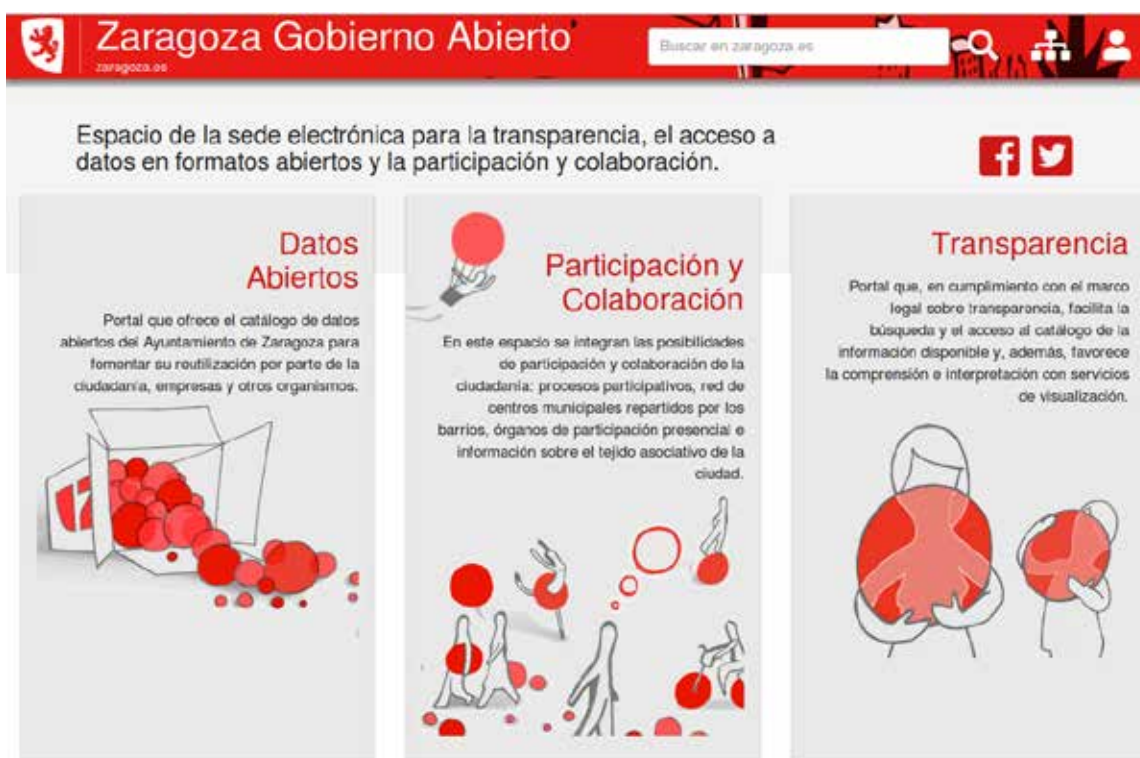 Zaragoza Gobierno Abierto
zaragoza.es
Buscar en zaragoza.es
Espacio de la sede electrónica para la transparencia, el acceso a
datos en formatos abiertos y la participación y colaboración.
Datos
Abiertos
Portal que ofrece el catálogo de datos
abiertos del Ayuntamiento de Zaragoza para
fomentar su reutilización por parte de la
ciudadanía, empresas y otros organismos.
Participación y
Colaboración
En este espacio se integran las posibilidades
de participación y colaboración de la
ciudadanía: procesos participativos, red de
centros municipales repartidos por los
barrios, órganos de participación presencial e
información sobre el tejido asociativo de la
ciudad.
Transparencia
Portal que, en cumplimiento con el marco
legal sobre transparencia, facilita la
búsqueda y el acceso al catálogo de la
información disponible y, además, favorece
la comprensión e interpretación con servicios
de visualización.